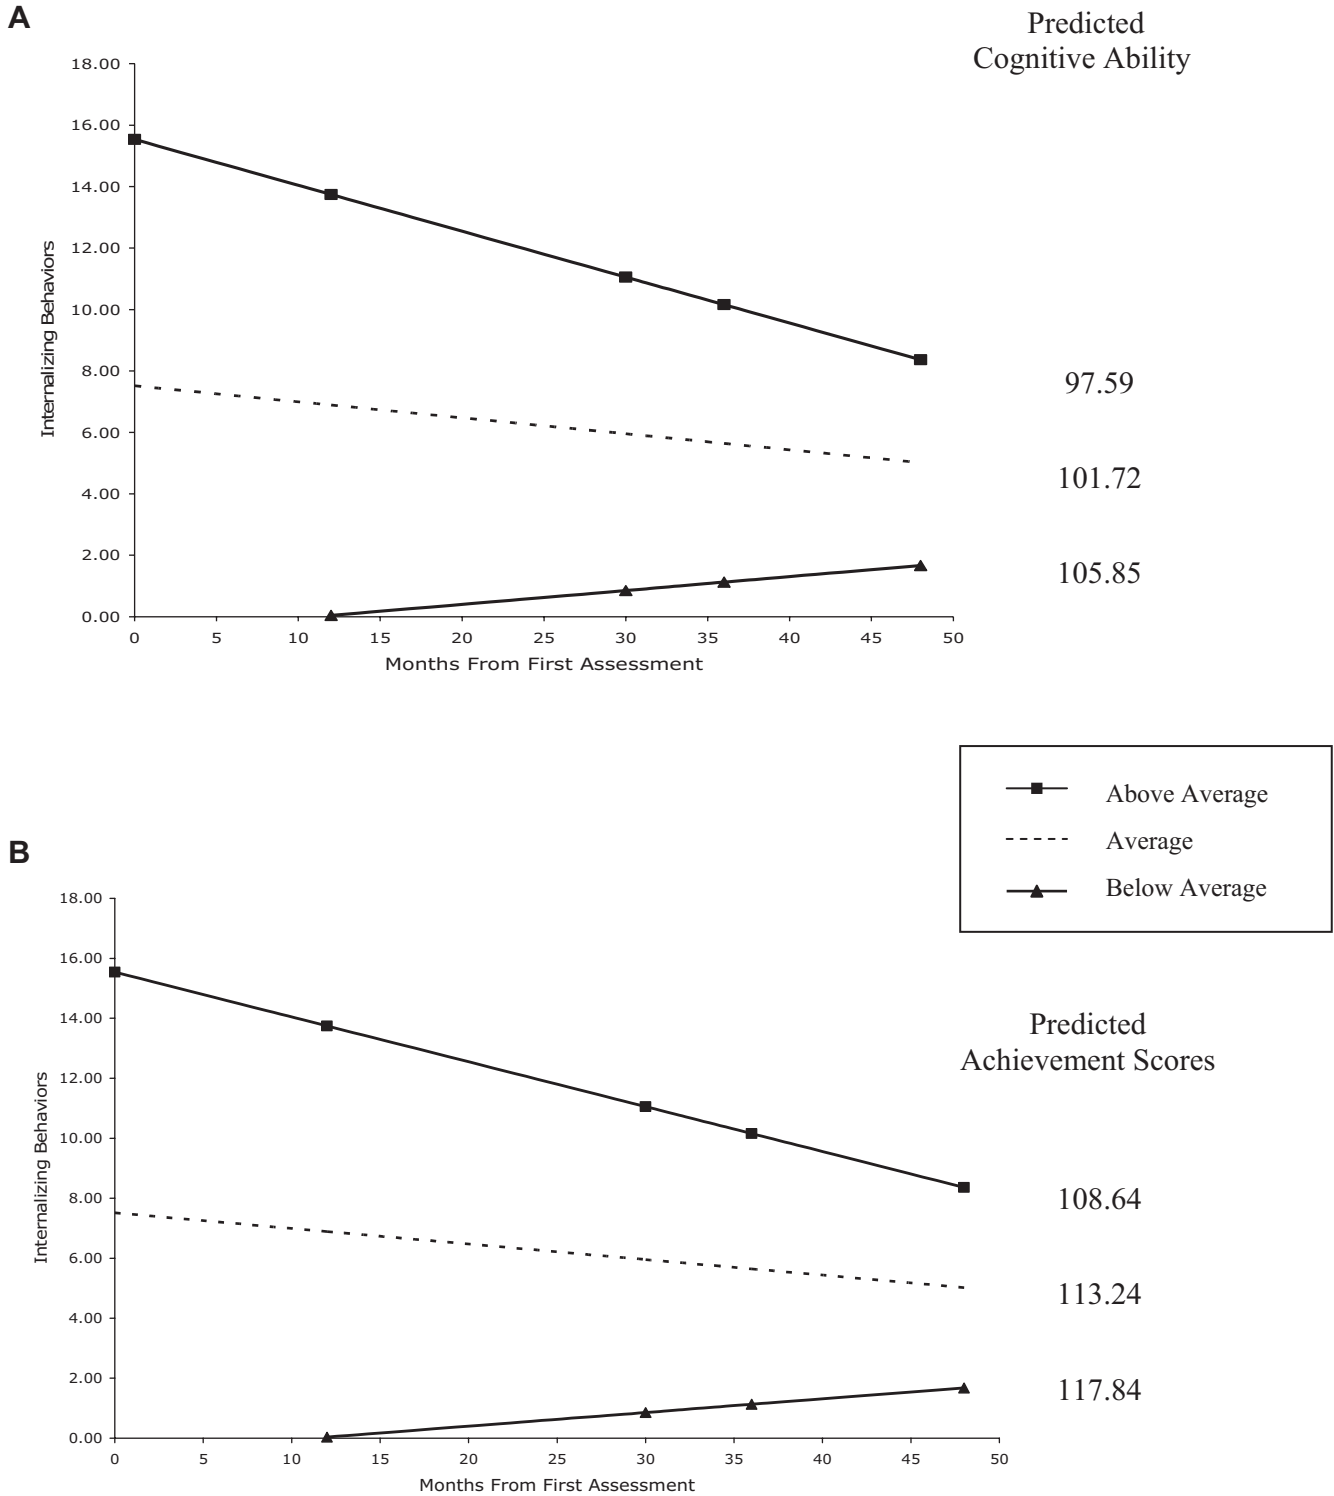 A
Predicted
Cognitive Ability
18.00
16.00
14.00
12.00
10.00
8.00
6.00
4.00
2.00
0.00
Internalizing Behaviors
97.59
101.72
105.85
0 5 10 15 20 25 30 35 40 45 50
Months From First Assessment
Above Average
Average
Below Average
B
Predicted
Achievement Scores
18.00
16.00
14.00
12.00
10.00
8.00
6.00
4.00
2.00
0.00
Internalizing Behaviors
108.64
113.24
117.84
0 5 10 15 20 25 30 35 40 45 50
Months From First Assessment